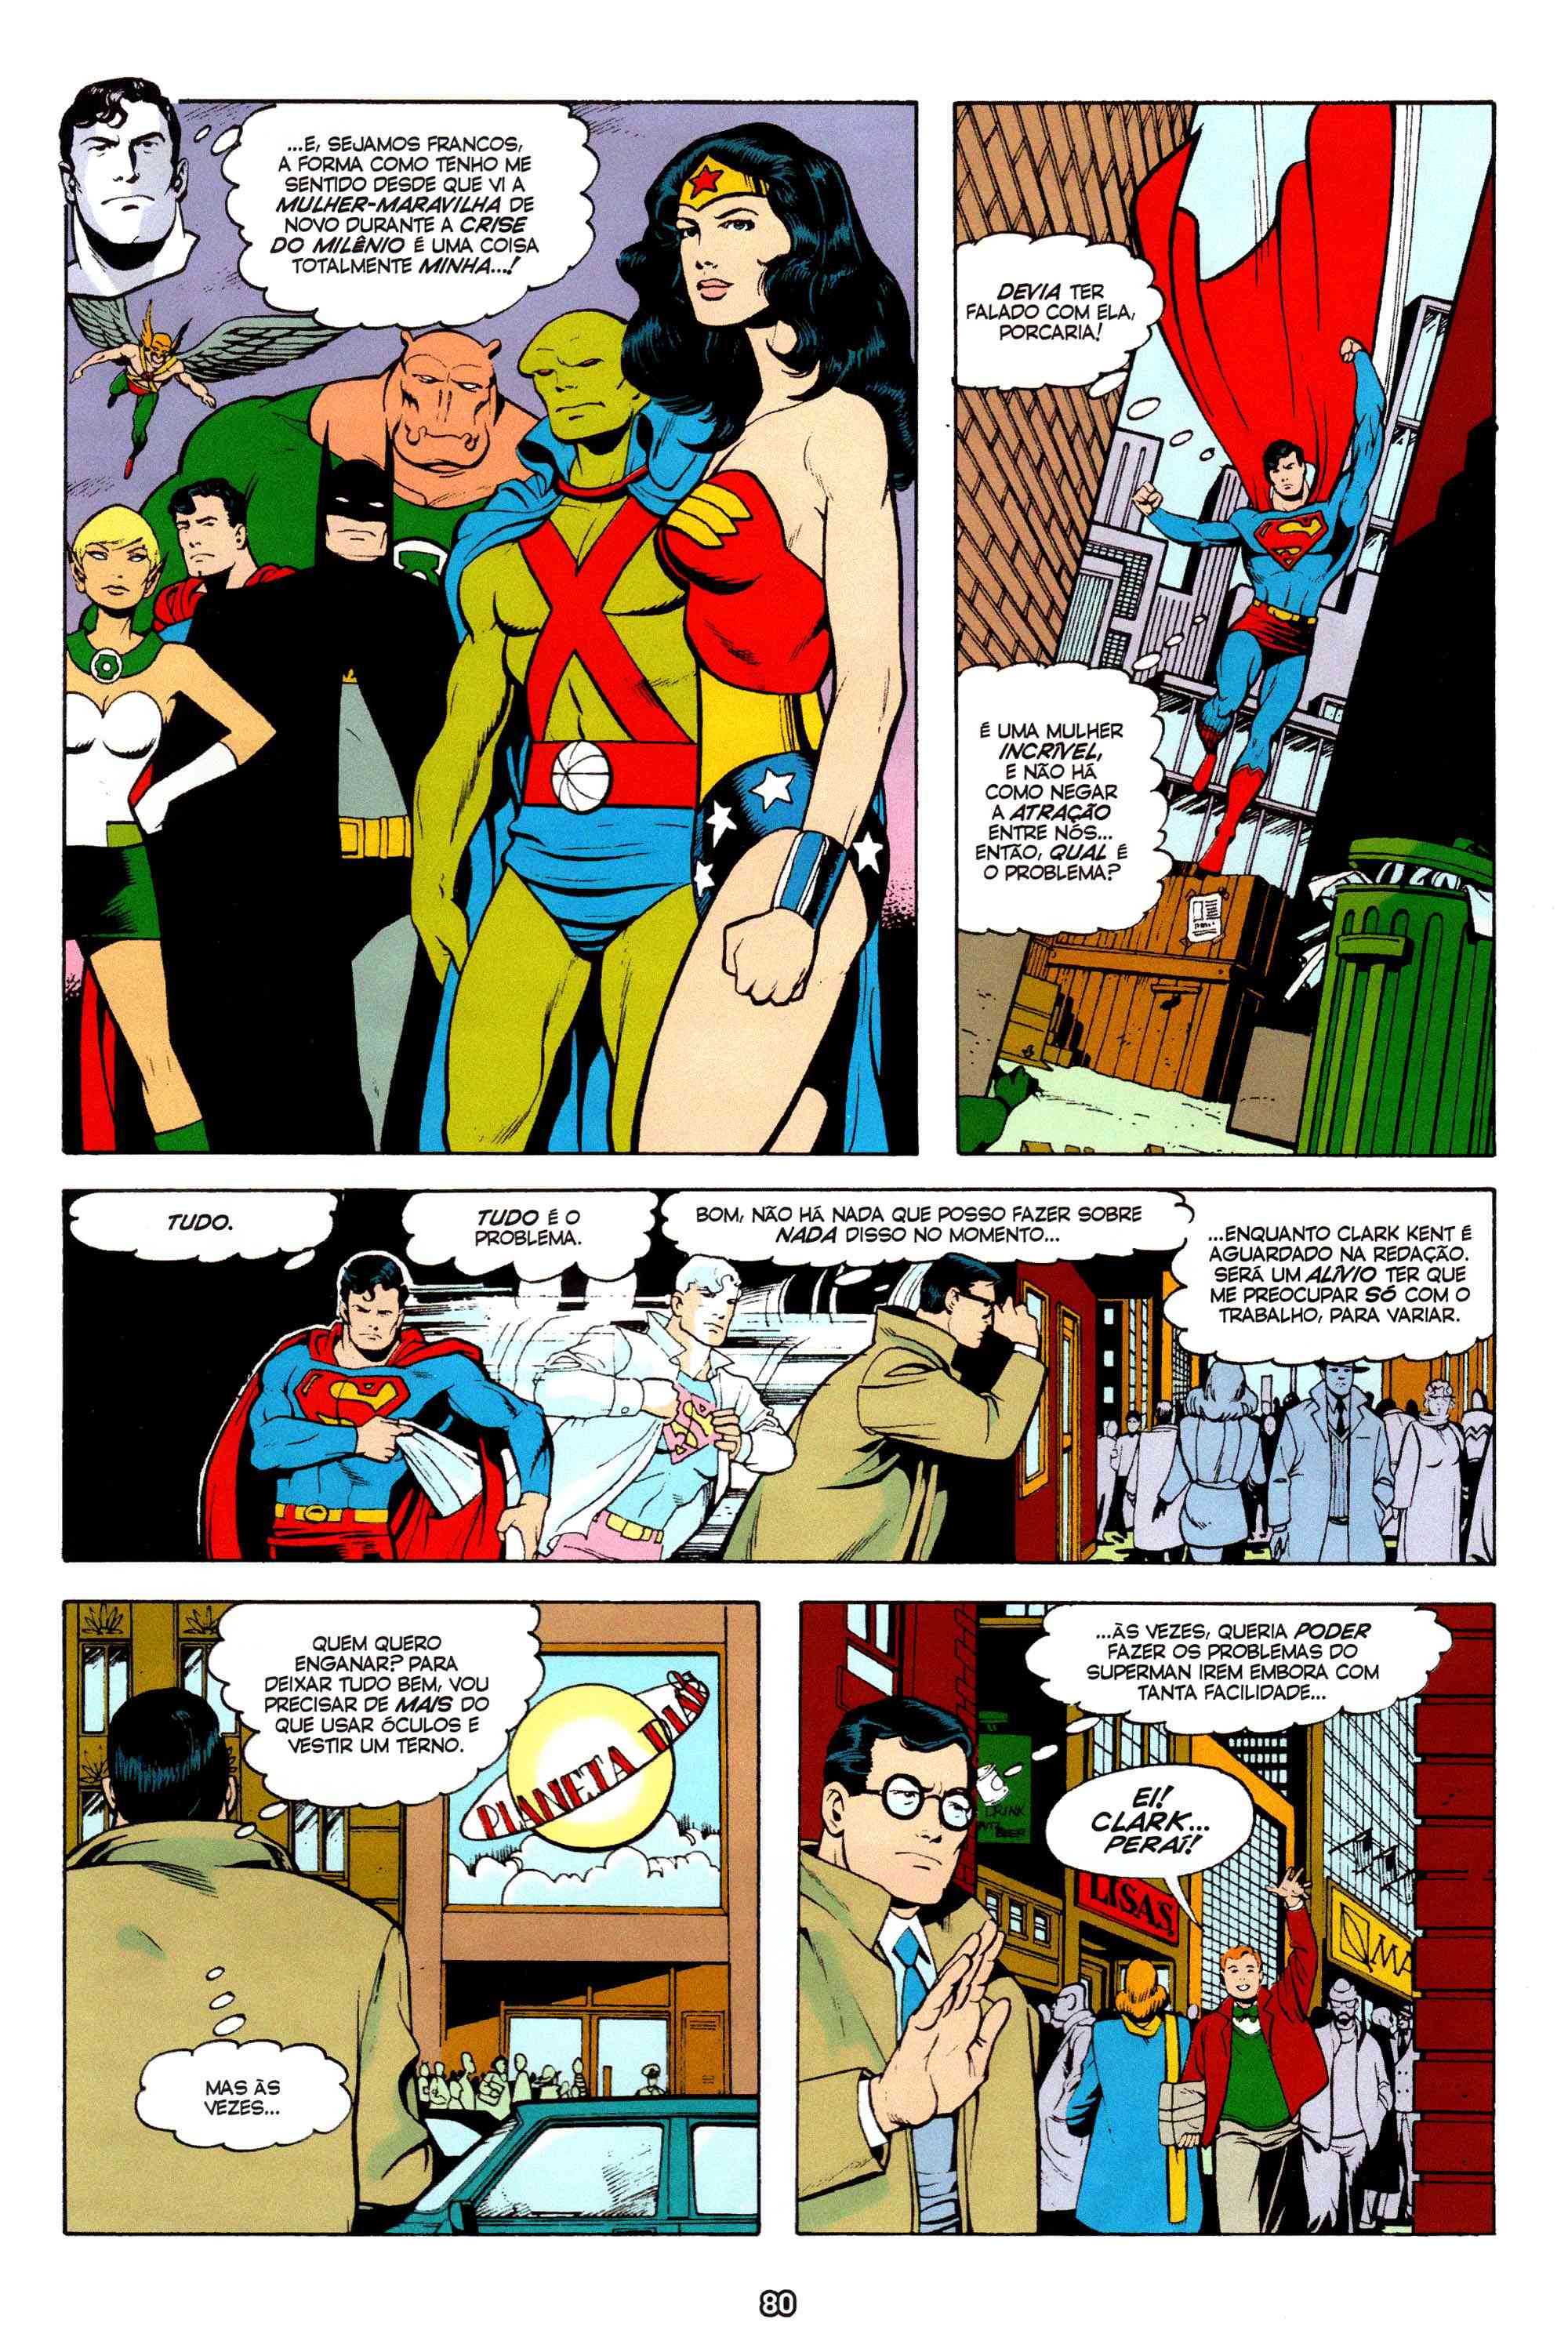 ...E, SEJAMOS FRANCOS,
A FORMA COMO TENHO ME
SENTIDO DESDE QUE VI A
MULHER-MARAVILHA DE
NOVO DURANTE A CRISE
DO MILÊNIO É UMA COISA
TOTALMENTE MINHA...!
DEVIA TER
FALADO COM ELA,
PORCARIA!
É UMA MULHER
INCRÍVEL,
E NÃO HÁ
COMO NEGAR
A ATRAÇÃO
ENTRE NÓS...
ENTÃO, QUAL É
O PROBLEMA?
TUDO.
TUDO É O
PROBLEMA.
BOM, NÃO HÁ NADA QUE POSSO FAZER SOBRE
NADA DISSO NO MOMENTO...
...ENQUANTO CLARK KENT É
AGUARDADO NA REDAÇÃO.
SERÁ UM ALÍVIO TER QUE
ME PREOCUPAR SÓ COM O
TRABALHO, PARA VARIAR.
QUEM QUERO
ENGANAR? PARA
DEIXAR TUDO BEM, VOU
PRECISAR DE MAIS DO
QUE USAR ÓCULOS E
VESTIR UM TERNO.
PLANETA DIÁ
MAS ÀS
VEZES...
...ÀS VEZES, QUERIA PODER
FAZER OS PROBLEMAS DO
SUPERMAN IREM EMBORA COM
TANTA FACILIDADE...
EI!
CLARK...
PERAÍ!
DRINK
BEER
LISAS
MA
80